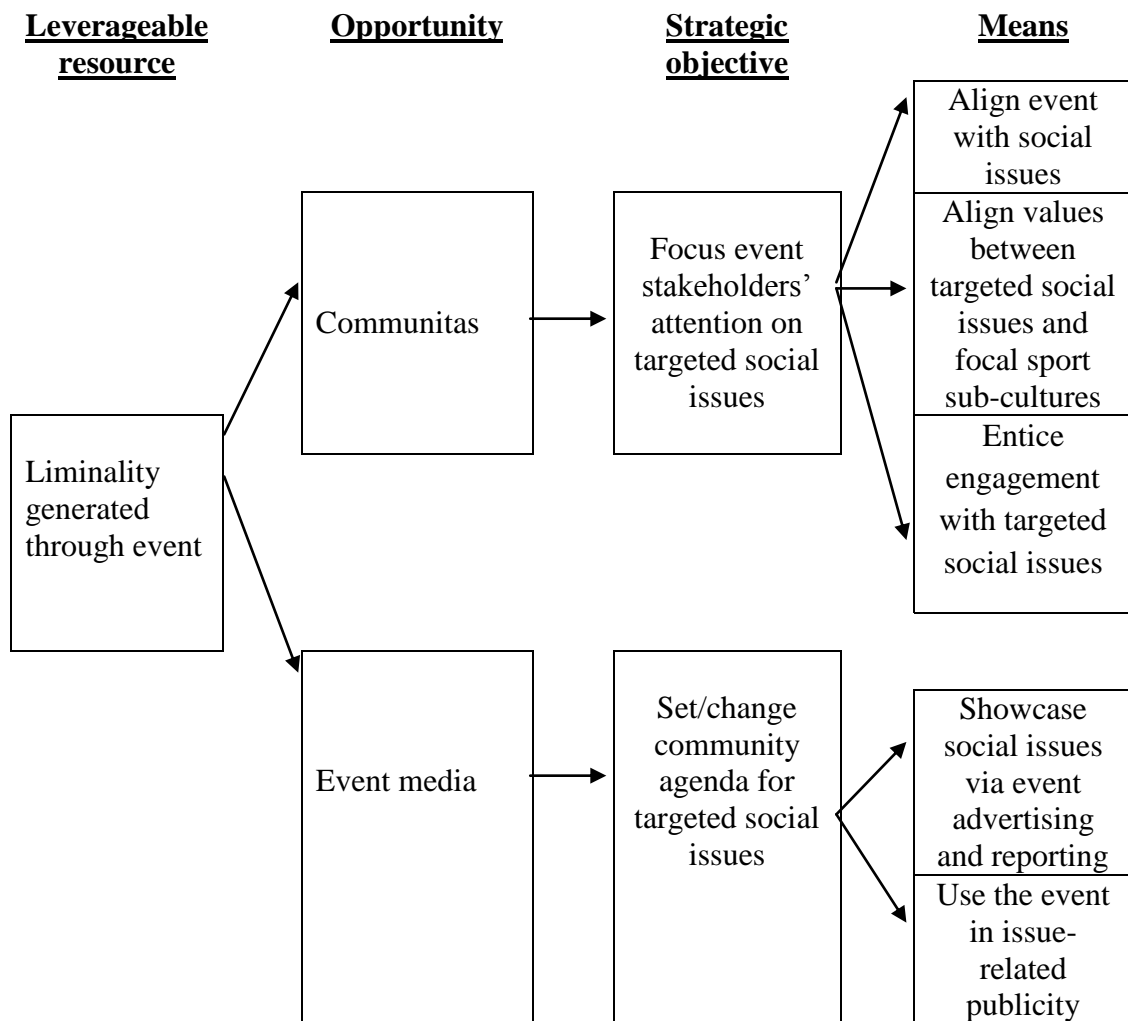 Leverageable
resource
Opportunity
Strategic
objective
Means
Liminality
generated
through event
Communitas
Focus event
stakeholders’
attention on
targeted social
issues
Align event
with social
issues
Align values
between
targeted social
issues and
focal sport
sub-cultures
Entice
engagement
with targeted
social issues
Event media
Set/change
community
agenda for
targeted social
issues
Showcase
social issues
via event
advertising
and reporting
Use the event
in issue-
related
publicity